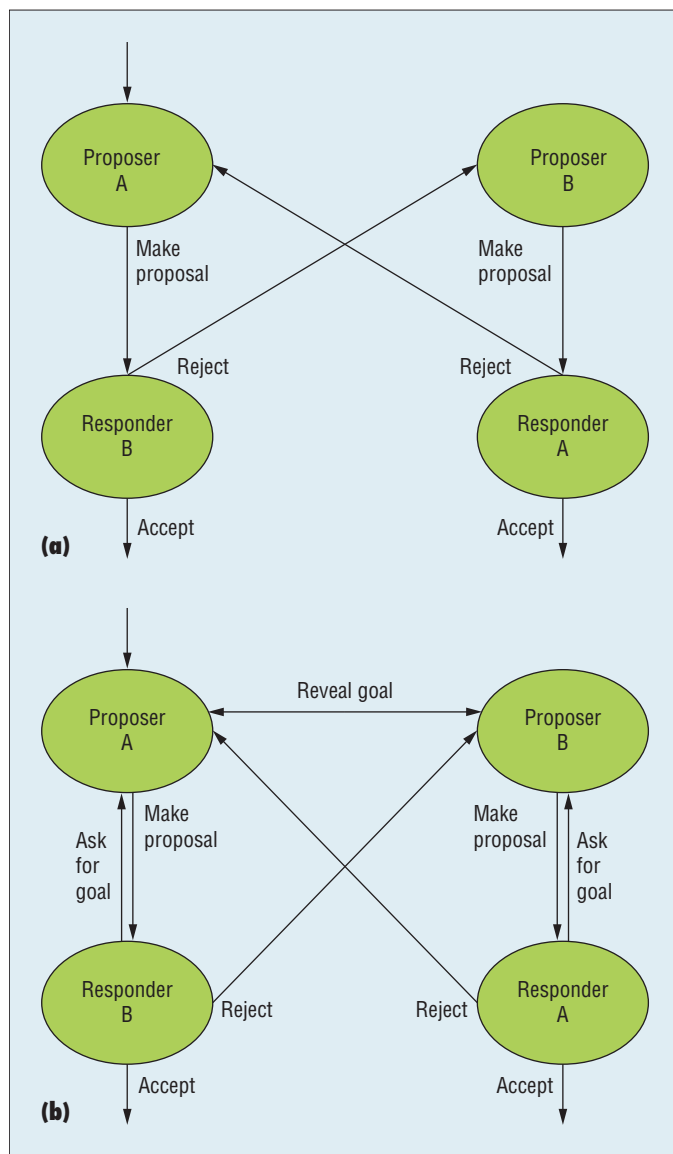 Proposer
A
Proposer
B
Make
proposal
Make
proposal
Reject
Reject
Responder
B
Responder
A
Accept
Accept
(a)
Reveal goal
Proposer
A
Proposer
B
Ask
for
goal
Make
proposal
Make
proposal
Ask
for
goal
Responder
B
Reject
Reject
Responder
A
Accept
Accept
(b)